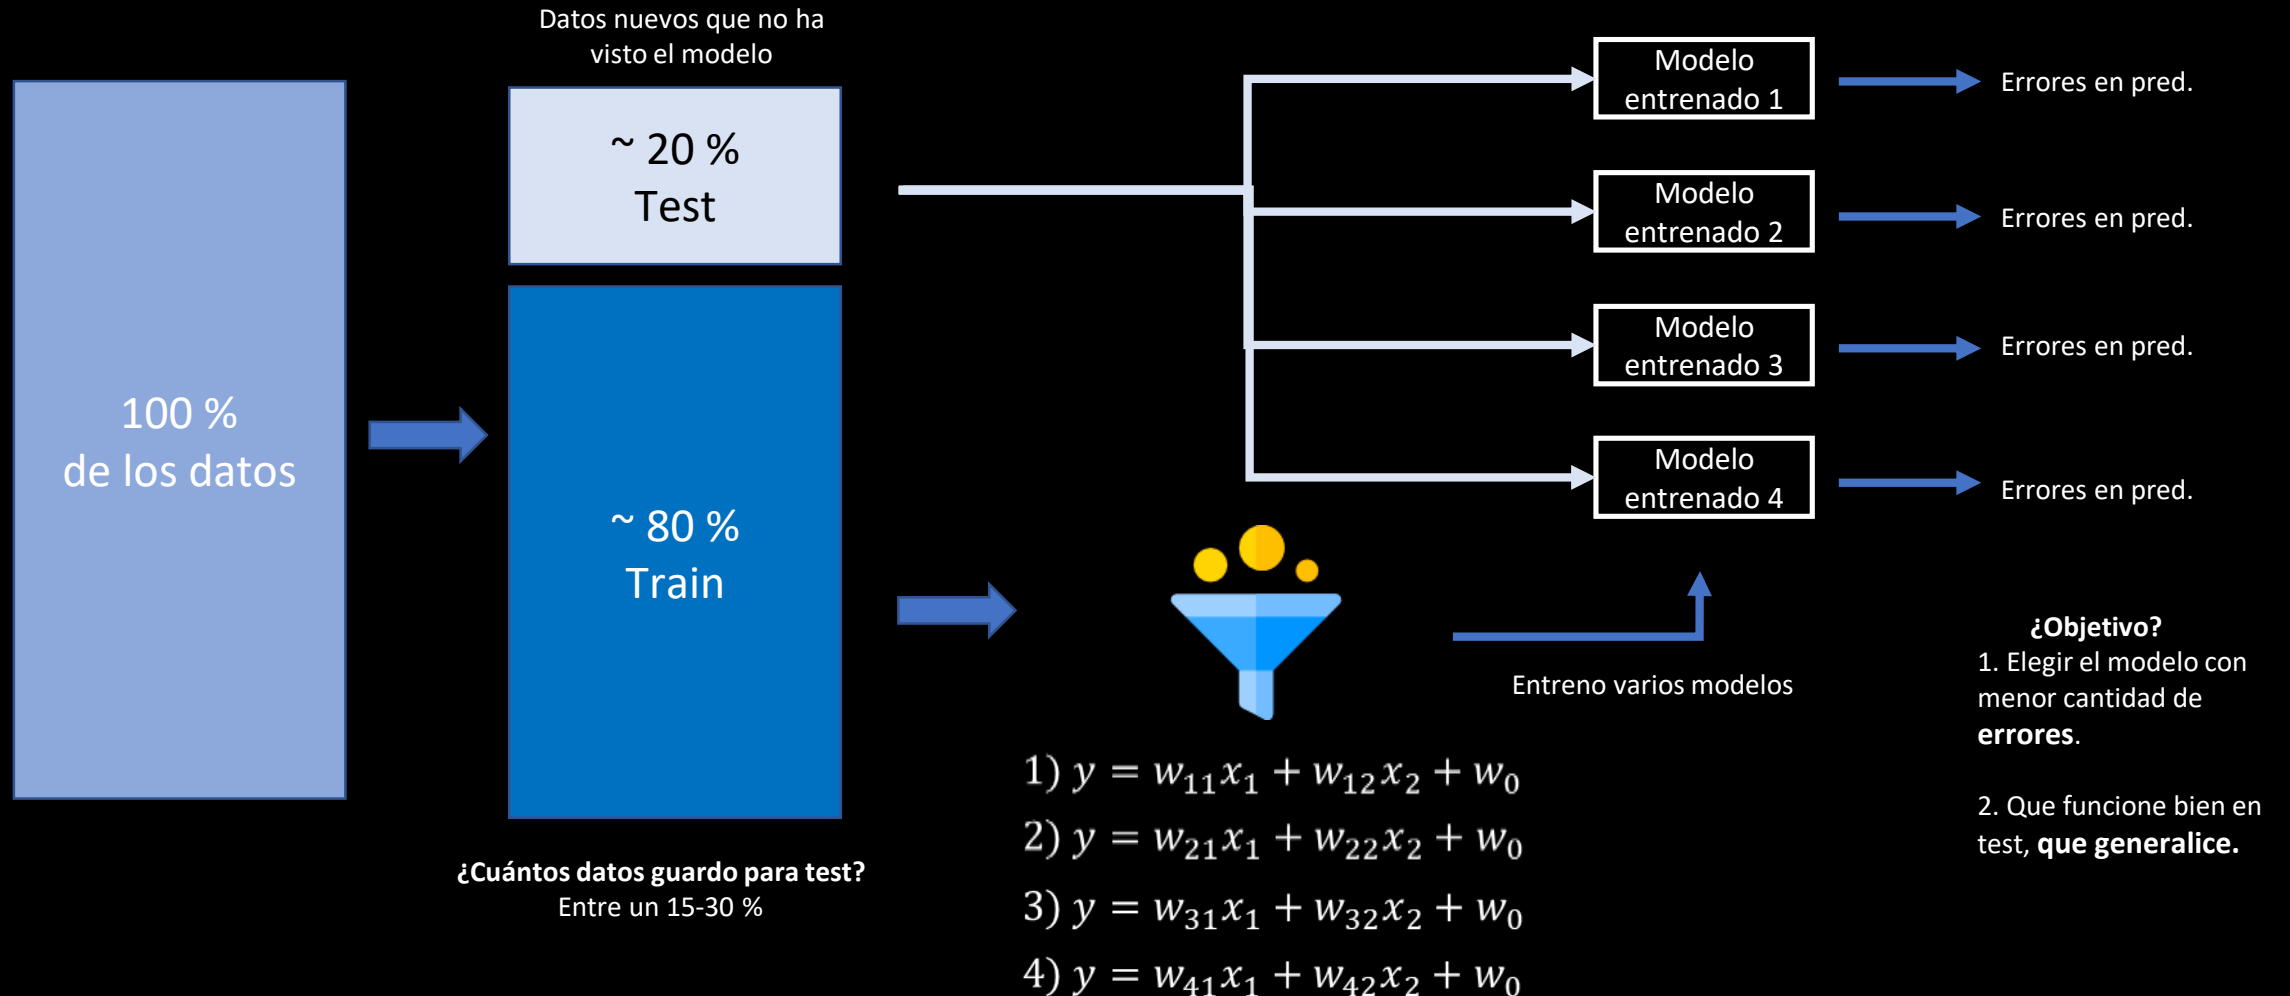 Datos nuevos que no ha
visto el modelo
100 %
de los datos
~ 20 %
Test
~ 80 %
Train
¿Cuántos datos guardo para test?
Entre un 15-30 %
Modelo
entrenado 1
Errores en pred.
Modelo
entrenado 2
Errores en pred.
Modelo
entrenado 3
Errores en pred.
Modelo
entrenado 4
Errores en pred.
Entreno varios modelos
1) y = w₁₁x₁ + w₁₂x₂ + w₀
2) y = w₂₁x₁ + w₂₂x₂ + w₀
3) y = w₃₁x₁ + w₃₂x₂ + w₀
4) y = w₄₁x₁ + w₄₂x₂ + w₀
¿Objetivo?
1. Elegir el modelo con
menor cantidad de
errores.
2. Que funcione bien en
test, que generalice.